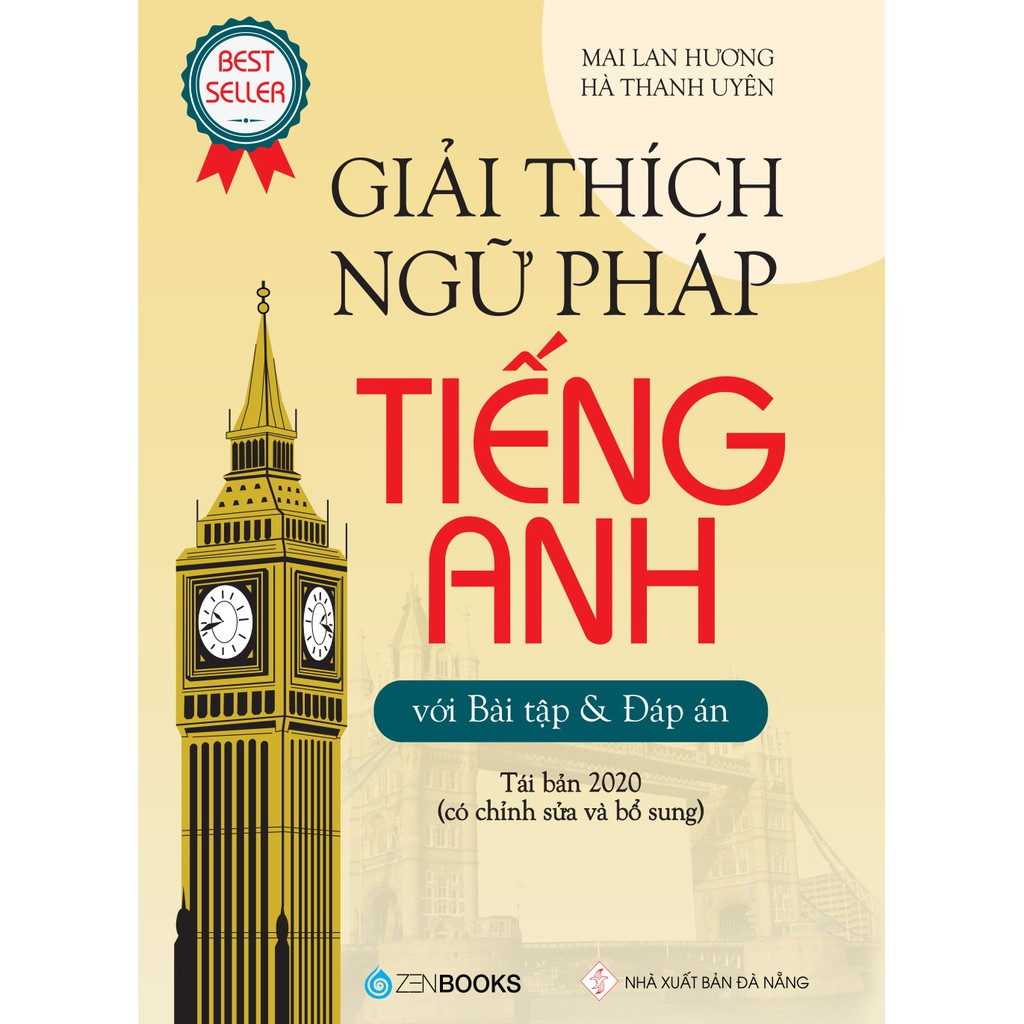 BEST
SELLER
MAI LAN HƯƠNG
HÀ THANH UYÊN
GIẢI THÍCH
NGỮ PHÁP
TIẾNG
ANH
với Bài tập & Đáp án
Tái bản 2020
(có chỉnh sửa và bổ sung)
ZENBOOKS
NHÀ XUẤT BẢN ĐÀ NẴNG